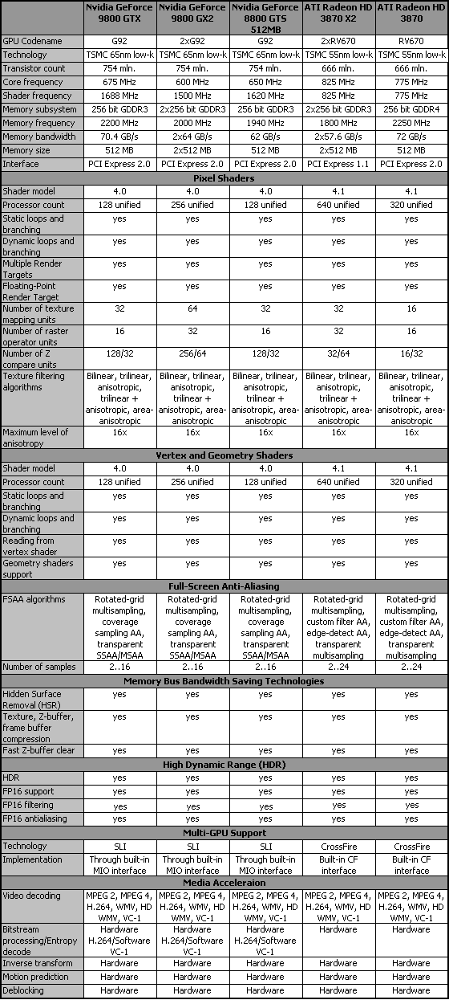 Nvidia GeForce 9800 GTX Nvidia GeForce 9800 GX2 Nvidia GeForce 8800 GTS 512MB ATI Radeon HD 3870 X2 ATI Radeon HD 3870
GPU Codename G92 2xG92 G92 2xRV670 RV670
Technology TSMC 65nm low-k TSMC 65nm low-k TSMC 65nm low-k TSMC 55nm low-k TSMC 55nm low-k
Transistor count 754 mln. 754 mln. 754 mln. 666 mln. 666 mln.
Core frequency 675 MHz 600 MHz 650 MHz 825 MHz 775 MHz
Shader frequency 1688 MHz 1500 MHz 1620 MHz 825 MHz 775 MHz
Memory subsystem 256 bit GDDR3 2x256 bit GDDR3 256 bit GDDR3 2x256 bit GDDR3 256 bit GDDR4
Memory frequency 2200 MHz 2000 MHz 1940 MHz 1800 MHz 2250 MHz
Memory bandwidth 70.4 GB/s 2x64 GB/s 62 GB/s 2x57.6 GB/s 72 GB/s
Memory size 512 MB 2x512 MB 512 MB 2x512 MB 512 MB
Interface PCI Express 2.0 PCI Express 2.0 PCI Express 2.0 PCI Express 1.1 PCI Express 2.0
Pixel Shaders
Shader model 4.0 4.0 4.0 4.1 4.1
Processor count 128 unified 256 unified 128 unified 640 unified 320 unified
Static loops and branching yes yes yes yes yes
Dynamic loops and branching yes yes yes yes yes
Multiple Render Targets yes yes yes yes yes
Floating-Point Render Target yes yes yes yes yes
Number of texture mapping units 32 64 32 32 16
Number of raster operator units 16 32 16 32 16
Number of Z compare units 128/32 256/64 128/32 32/64 16/32
Texture filtering algorithms Bilinear, trilinear, anisotropic, trilinear + anisotropic, area-anisotropic Bilinear, trilinear, anisotropic, trilinear + anisotropic, area-anisotropic Bilinear, trilinear, anisotropic, trilinear + anisotropic, area-anisotropic Bilinear, trilinear, anisotropic, trilinear + anisotropic, area-anisotropic Bilinear, trilinear, anisotropic, trilinear + anisotropic, area-anisotropic
Maximum level of anisotropy 16x 16x 16x 16x 16x
Vertex and Geometry Shaders
Shader model 4.0 4.0 4.0 4.1 4.1
Processor count 128 unified 256 unified 128 unified 640 unified 320 unified
Static loops and branching yes yes yes yes yes
Dynamic loops and branching yes yes yes yes yes
Reading from vertex shader yes yes yes yes yes
Geometry shaders support yes yes yes yes yes
Full-Screen Anti-Aliasing
FSAA algorithms Rotated-grid multisampling, coverage sampling AA, transparent SSAA/MSAA Rotated-grid multisampling, coverage sampling AA, transparent SSAA/MSAA Rotated-grid multisampling, coverage sampling AA, transparent SSAA/MSAA Rotated-grid multisampling, custom filter AA, edge-detect AA, transparent multisampling Rotated-grid multisampling, custom filter AA, edge-detect AA, transparent multisampling
Number of samples 2..16 2..16 2..16 2..24 2..24
Memory Bus Bandwidth Saving Technologies
Hidden Surface Removal (HSR) yes yes yes yes yes
Texture, Z-buffer, frame buffer compression yes yes yes yes yes
Fast Z-buffer clear yes yes yes yes yes
High Dynamic Range (HDR)
HDR yes yes yes yes yes
FP16 support yes yes yes yes yes
FP16 filtering yes yes yes yes yes
FP16 antialiasing yes yes yes yes yes
Multi-GPU Support
Technology SLI SLI SLI CrossFire CrossFire
Implementation Through built-in MIO interface Through built-in MIO interface Through built-in MIO interface Built-in CF interface Built-in CF interface
Media Acceleraion
Video decoding MPEG 2, MPEG 4, H.264, WMV, HD WMV, VC-1 MPEG 2, MPEG 4, H.264, WMV, HD WMV, VC-1 MPEG 2, MPEG 4, H.264, WMV, HD WMV, VC-1 MPEG 2, MPEG 4, H.264, WMV, HD WMV, VC-1 MPEG 2, MPEG 4, H.264, WMV, HD WMV, VC-1
Bitstream processing/Entropy decode Hardware H.264/Software VC-1 Hardware H.264/Software VC-1 Hardware H.264/Software VC-1 Hardware Hardware
Inverse transform Hardware Hardware Hardware Hardware Hardware
Motion prediction Hardware Hardware Hardware Hardware Hardware
Deblocking Hardware Hardware Hardware Hardware Hardware